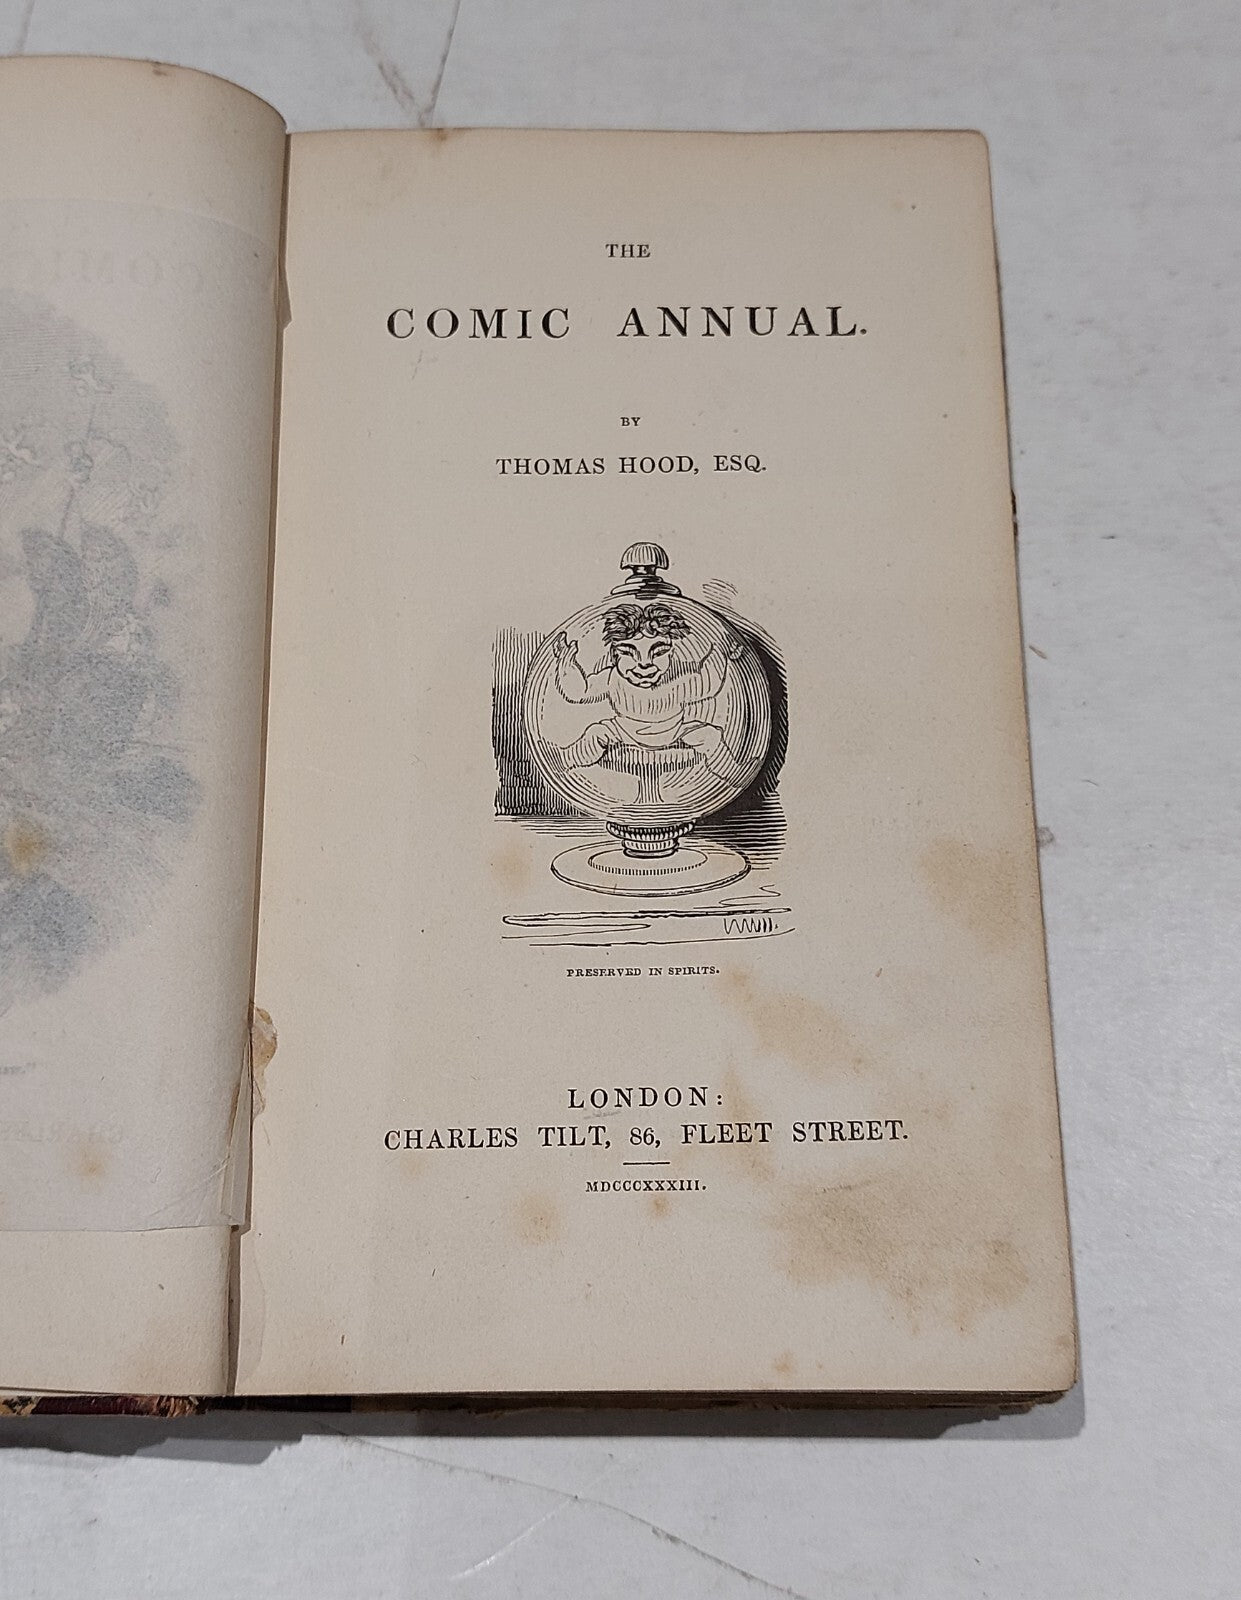 THE
COMIC ANNUAL.
BY
THOMAS HOOD, ESQ.
PRESERVED IN SPIRITS.
LONDON:
CHARLES TILT, 86, FLEET STREET.
MDCCCXXXIII.